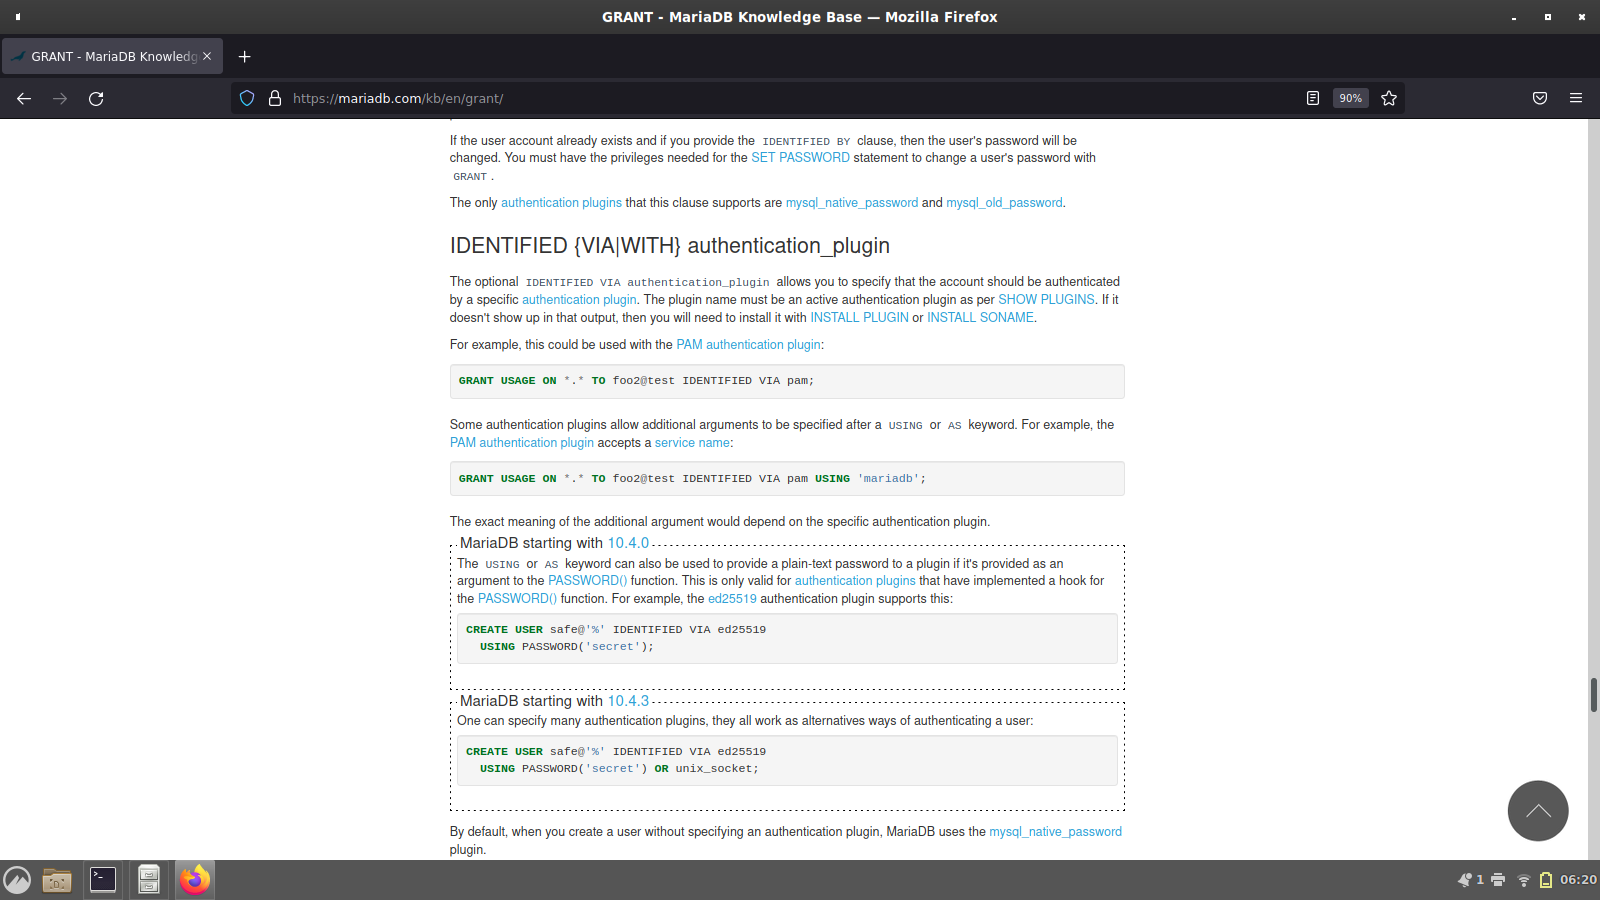 GRANT - MariaDB Knowledge Base — Mozilla Firefox
GRANT - MariaDB Knowledg
https://mariadb.com/kb/en/grant/
90%
If the user account already exists and if you provide the IDENTIFIED BY clause, then the user's password will be
changed. You must have the privileges needed for the SET PASSWORD statement to change a user's password with
GRANT.
The only authentication plugins that this clause supports are mysql_native_password and mysql_old_password.
IDENTIFIED {VIA|WITH} authentication_plugin
The optional IDENTIFIED VIA authentication_plugin allows you to specify that the account should be authenticated
by a specific authentication plugin. The plugin name must be an active authentication plugin as per SHOW PLUGINS. If it
doesn't show up in that output, then you will need to install it with INSTALL PLUGIN or INSTALL SONAME.
For example, this could be used with the PAM authentication plugin:
GRANT USAGE ON *.* TO foo2@test IDENTIFIED VIA pam;
Some authentication plugins allow additional arguments to be specified after a USING or AS keyword. For example, the
PAM authentication plugin accepts a service name:
GRANT USAGE ON *.* TO foo2@test IDENTIFIED VIA pam USING 'mariadb';
The exact meaning of the additional argument would depend on the specific authentication plugin.
MariaDB starting with 10.4.0
The USING or AS keyword can also be used to provide a plain-text password to a plugin if it's provided as an
argument to the PASSWORD() function. This is only valid for authentication plugins that have implemented a hook for
the PASSWORD() function. For example, the ed25519 authentication plugin supports this:
CREATE USER safe@'%' IDENTIFIED VIA ed25519
USING PASSWORD('secret');
MariaDB starting with 10.4.3
One can specify many authentication plugins, they all work as alternatives ways of authenticating a user:
CREATE USER safe@'%' IDENTIFIED VIA ed25519
USING PASSWORD('secret') OR unix_socket;
By default, when you create a user without specifying an authentication plugin, MariaDB uses the mysql_native_password
plugin.
1
06:20